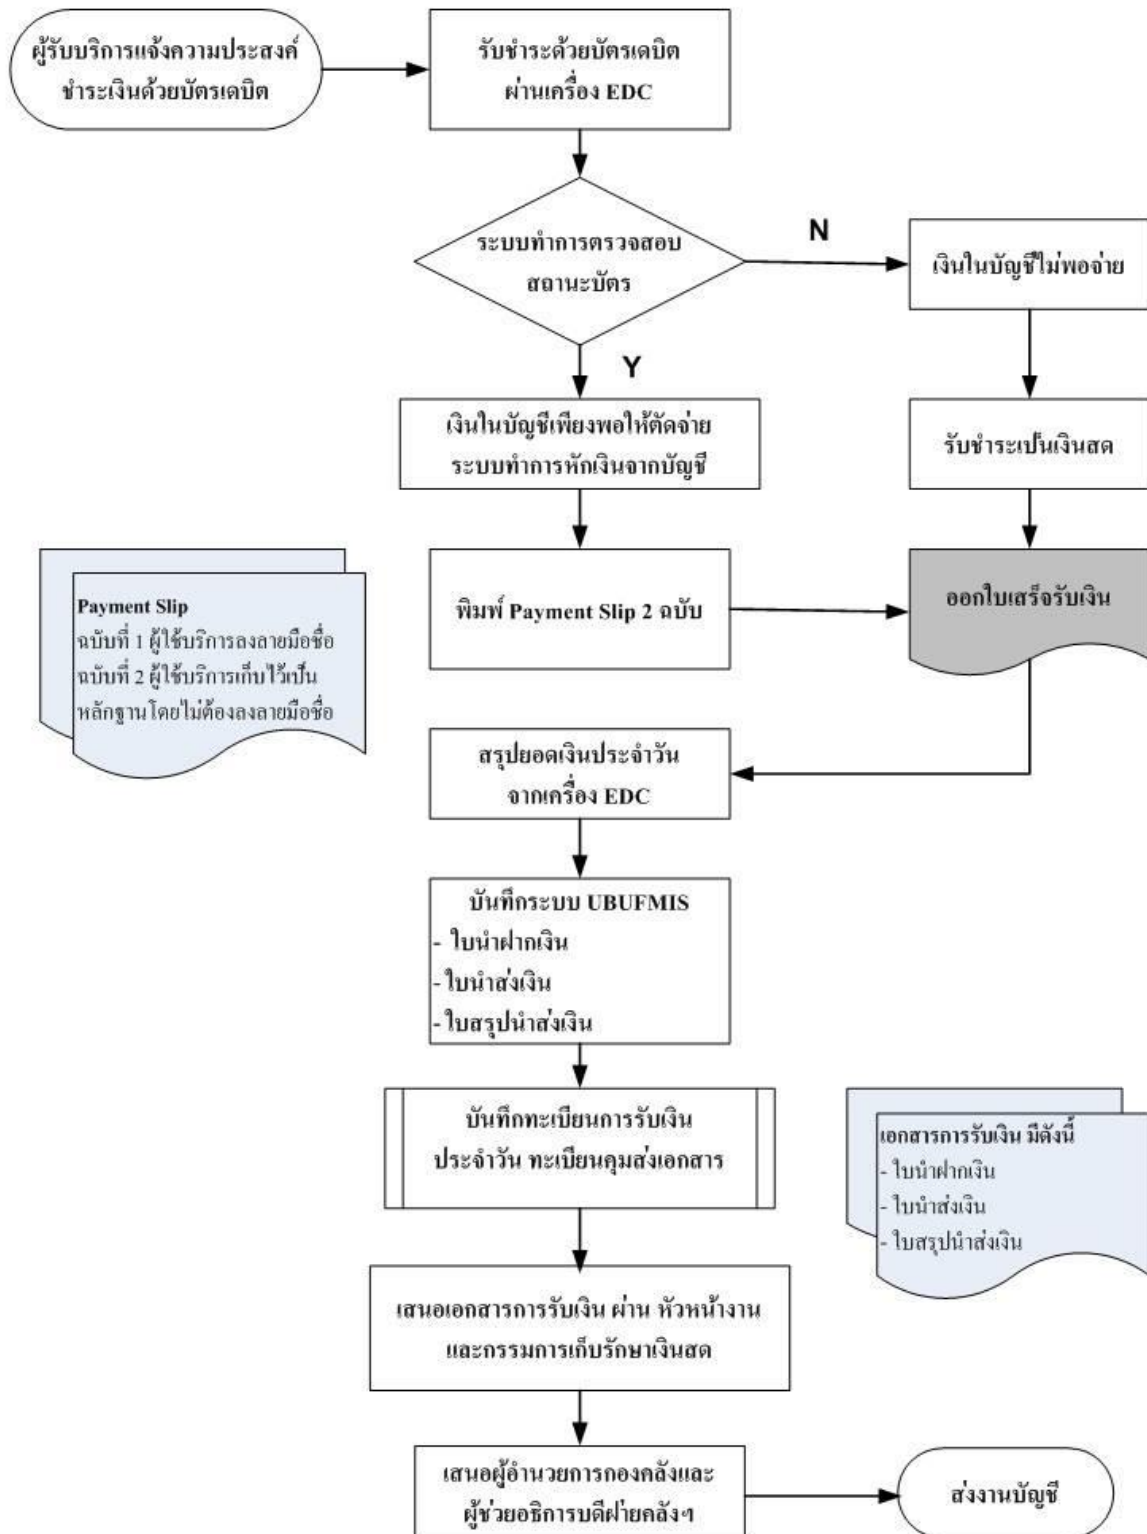 ผู้รับบริการแจ้งความประสงค์
ชำระเงินด้วยบัตรเดบิต
รับชำระด้วยบัตรเดบิต
ผ่านเครื่อง EDC
ระบบทำการตรวจสอบ
สถานะบัตร
N
เงินในบัญชีไม่พอจ่าย
Y
เงินในบัญชีเพียงพอให้ตัดจ่าย
ระบบทำการหักเงินจากบัญชี
รับชำระเป็นเงินสด
Payment Slip
ฉบับที่ 1 ผู้ใช้บริการลงลายมือชื่อ
ฉบับที่ 2 ผู้ใช้บริการเก็บไว้เป็น
หลักฐานโดยไม่ต้องลงลายมือชื่อ
พิมพ์ Payment Slip 2 ฉบับ
ออกใบเสร็จรับเงิน
สรุปยอดเงินประจำวัน
จากเครื่อง EDC
บันทึกระบบ UBUFMIS
- ใบนำฝากเงิน
- ใบนำส่งเงิน
- ใบสรุปนำส่งเงิน
บันทึกทะเบียนการรับเงิน
ประจำวัน ทะเบียนคุมส่งเอกสาร
เอกสารการรับเงิน มีดังนี้
- ใบนำฝากเงิน
- ใบนำส่งเงิน
- ใบสรุปนำส่งเงิน
เสนอเอกสารการรับเงิน ผ่าน หัวหน้างาน
และกรรมการเก็บรักษาเงินสด
เสนอผู้อำนวยการกองคลังและ
ผู้ช่วยอธิการบดีฝ่ายคลังฯ
ส่งงานบัญชี